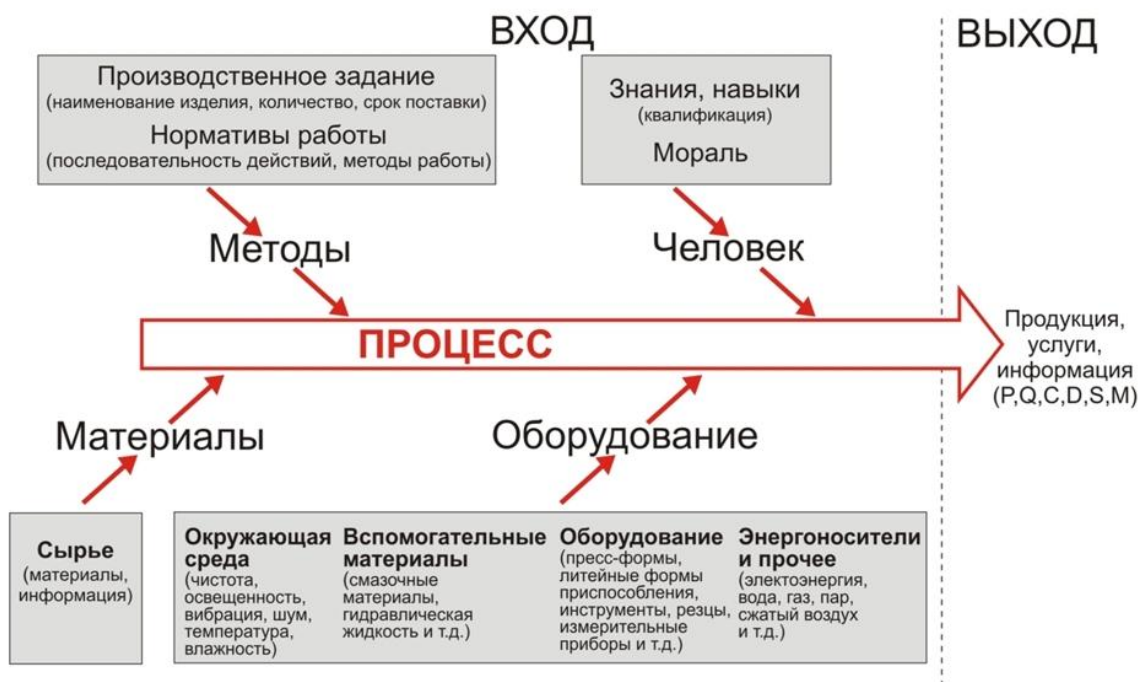 ВХОД
ВЫХОД
Производственное задание
(наименование изделия, количество, срок поставки)
Нормативы работы
(последовательность действий, методы работы)
Знания, навыки
(квалификация)
Мораль
Методы
Человек
ПРОЦЕСС
Продукция,
услуги,
информация
(P,Q,C,D,S,M)
Материалы
Оборудование
Сырье
(материалы,
информация)
Окружающая
среда
(чистота,
освещенность,
вибрация, шум,
температура,
влажность)
Вспомогательные
материалы
(смазочные
материалы,
гидравлическая
жидкость и т.д.)
Оборудование
(пресс-формы,
литейные формы
приспособления,
инструменты, резцы,
измерительные
приборы и т.д.)
Энергоносители
и прочее
(электоэнергия,
вода, газ, пар,
сжатый воздух
и т.д.)